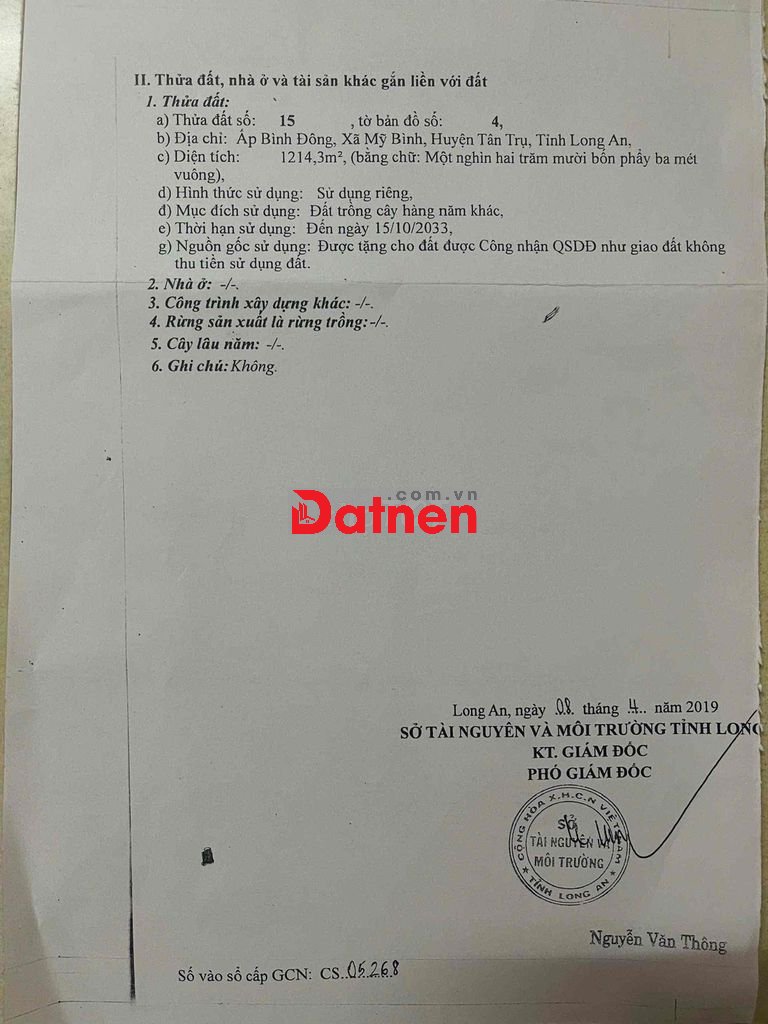 II. Thửa đất, nhà ở và tài sản khác gắn liền với đất
1. Thửa đất:
a) Thửa đất số: 15 , tờ bản đồ số: 4,
b) Địa chỉ: Ấp Bình Đông, Xã Mỹ Bình, Huyện Tân Trụ, Tỉnh Long An,
c) Diện tích: 1214,3m², (bằng chữ: Một nghìn hai trăm mười bốn phẩy ba mét
vuông),
d) Hình thức sử dụng: Sử dụng riêng,
đ) Mục đích sử dụng: Đất trồng cây hàng năm khác,
e) Thời hạn sử dụng: Đến ngày 15/10/2033,
g) Nguồn gốc sử dụng: Được tặng cho đất được Công nhận QSDĐ như giao đất không
thu tiền sử dụng đất.
2. Nhà ở: -/-.
3. Công trình xây dựng khác: -/-.
4. Rừng sản xuất là rừng trồng:-/-.
5. Cây lâu năm: -/-.
6. Ghi chú: Không.
.com.vn
Datnen
Long An, ngày 08 tháng 4 năm 2019
SỞ TÀI NGUYÊN VÀ MÔI TRƯỜNG TỈNH LONG
KT. GIÁM ĐỐC
PHÓ GIÁM ĐỐC
CỘNG HÒA X.H.C.N VIỆT NAM
SỞ
TÀI NGUYÊN VÀ
MÔI TRƯỜNG
TỈNH LONG AN
Nguyễn Văn Thông
Số vào sổ cấp GCN: CS 05268